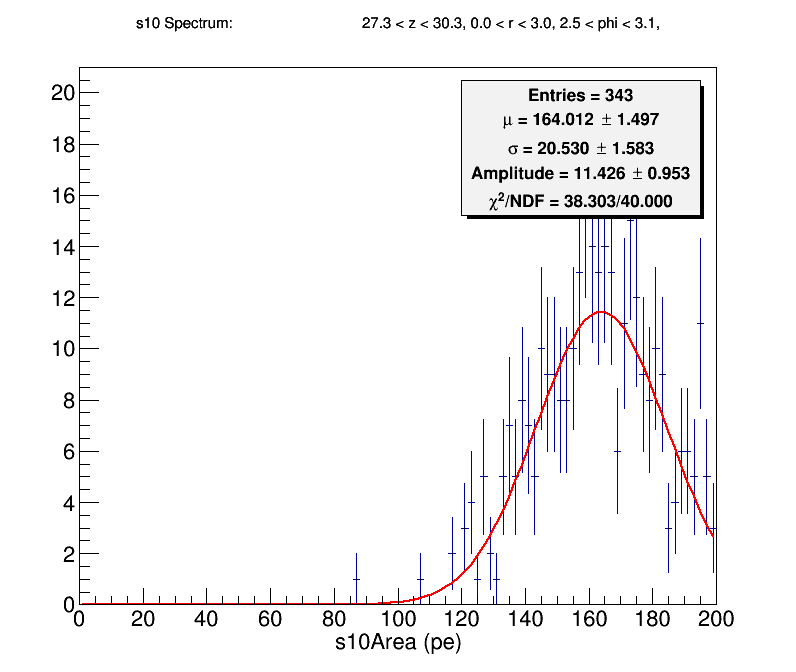 s10 Spectrum: 27.3 < z < 30.3, 0.0 < r < 3.0, 2.5 < phi < 3.1,
Entries = 343
μ = 164.012 ± 1.497
σ = 20.530 ± 1.583
Amplitude = 11.426 ± 0.953
χ²/NDF = 38.303/40.000
20
18
16
14
12
10
8
6
4
2
0
0 20 40 60 80 100 120 140 160 180 200
s10Area (pe)